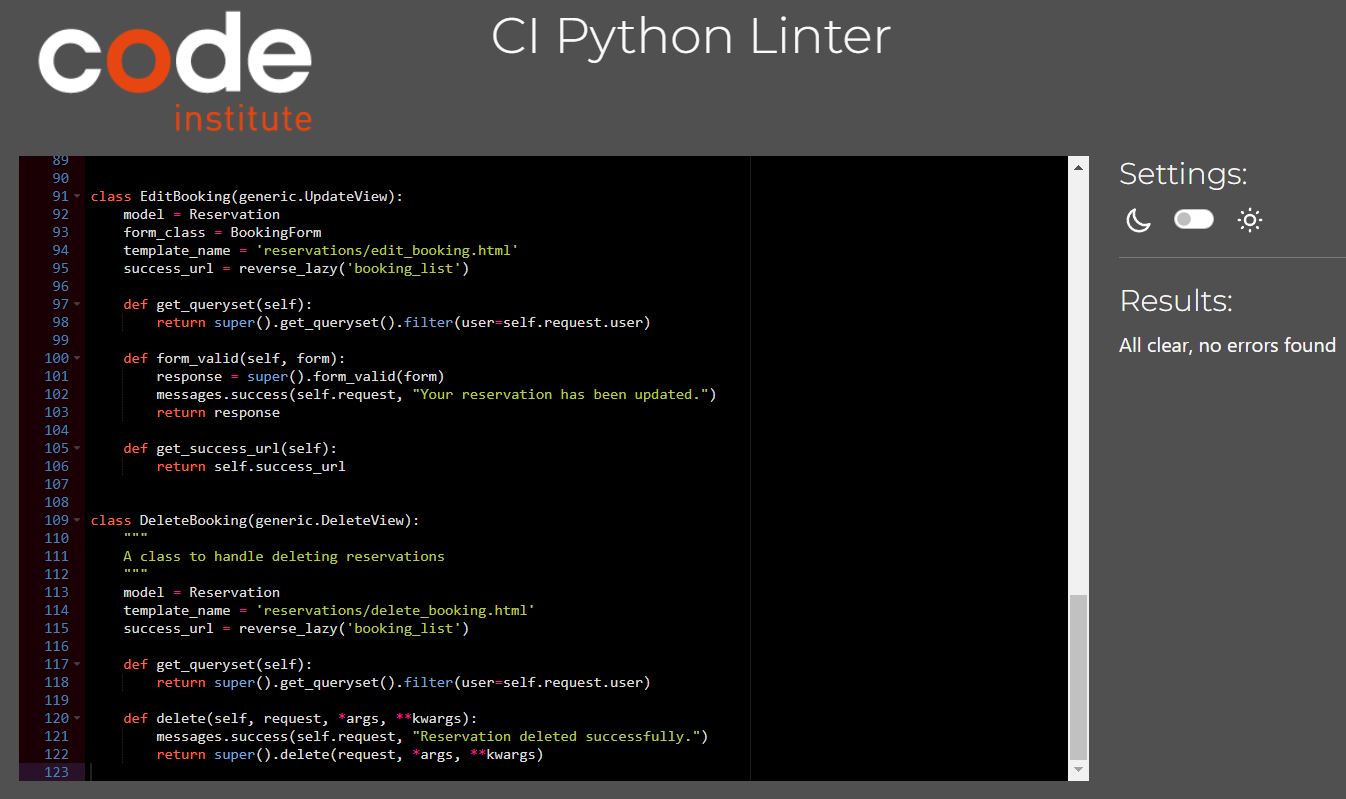 code
institute
CI Python Linter
89
90
91 class EditBooking(generic.UpdateView):
92     model = Reservation
93     form_class = BookingForm
94     template_name = 'reservations/edit_booking.html'
95     success_url = reverse_lazy('booking_list')
96
97     def get_queryset(self):
98         return super().get_queryset().filter(user=self.request.user)
99
100     def form_valid(self, form):
101         response = super().form_valid(form)
102         messages.success(self.request, "Your reservation has been updated.")
103         return response
104
105     def get_success_url(self):
106         return self.success_url
107
108
109 class DeleteBooking(generic.DeleteView):
110     """
111     A class to handle deleting reservations
112     """
113     model = Reservation
114     template_name = 'reservations/delete_booking.html'
115     success_url = reverse_lazy('booking_list')
116
117     def get_queryset(self):
118         return super().get_queryset().filter(user=self.request.user)
119
120     def delete(self, request, *args, **kwargs):
121         messages.success(self.request, "Reservation deleted successfully.")
122         return super().delete(request, *args, **kwargs)
123
Settings:
Results:
All clear, no errors found